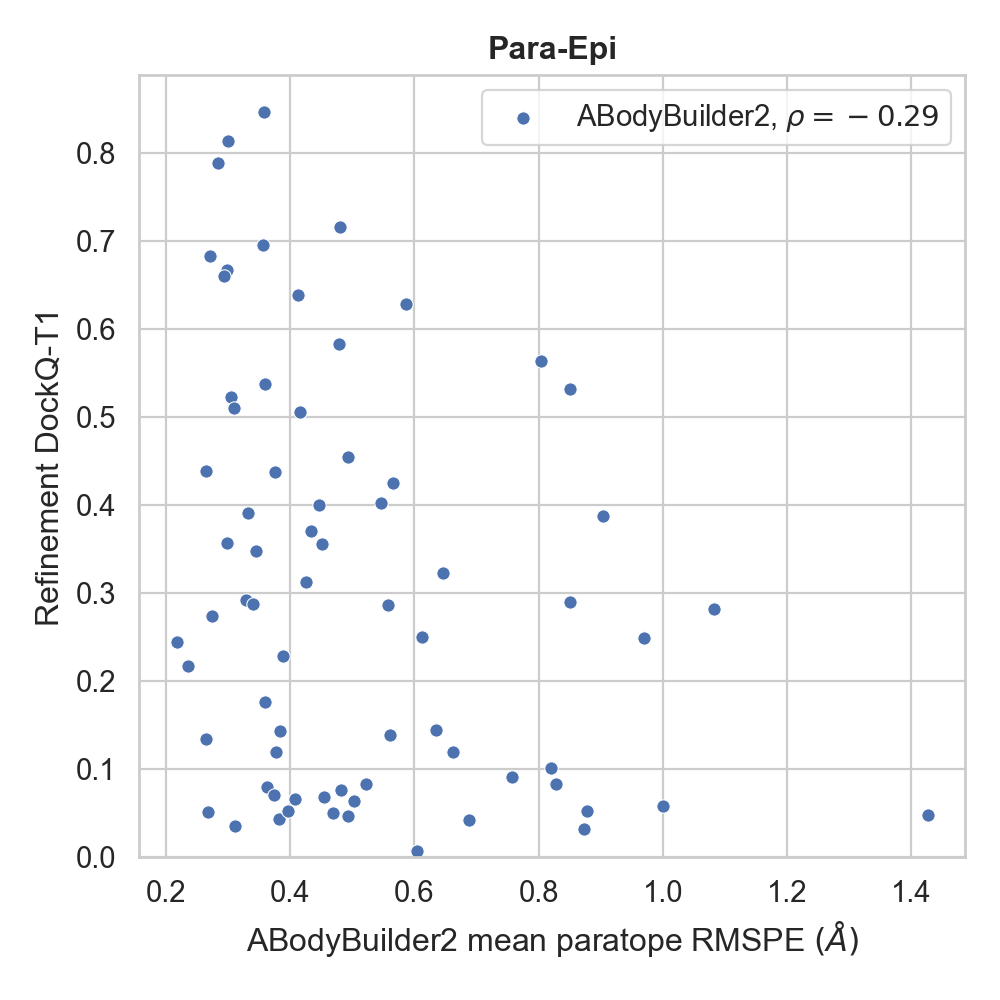 Para-Epi
ABodyBuilder2, ρ = − 0.29
Refinement DockQ-T1
0.8
0.7
0.6
0.5
0.4
0.3
0.2
0.1
0.0
0.2 0.4 0.6 0.8 1.0 1.2 1.4
ABodyBuilder2 mean paratope RMSPE (Å)